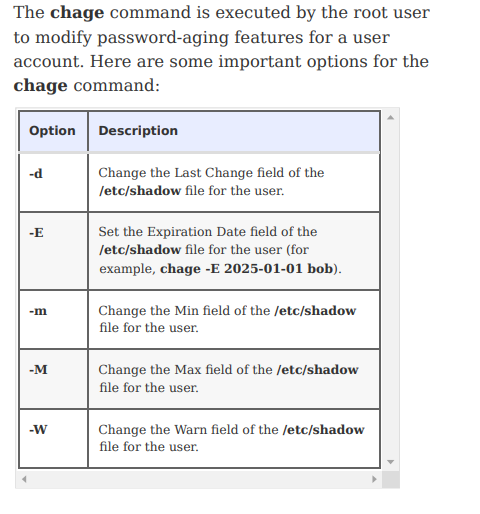 The chage command is executed by the root user
to modify password-aging features for a user
account. Here are some important options for the
chage command:
Option Description
-d Change the Last Change field of the
/etc/shadow file for the user.
-E Set the Expiration Date field of the
/etc/shadow file for the user (for
example, chage -E 2025-01-01 bob).
-m Change the Min field of the /etc/shadow
file for the user.
-M Change the Max field of the /etc/shadow
file for the user.
-W Change the Warn field of the /etc/shadow
file for the user.